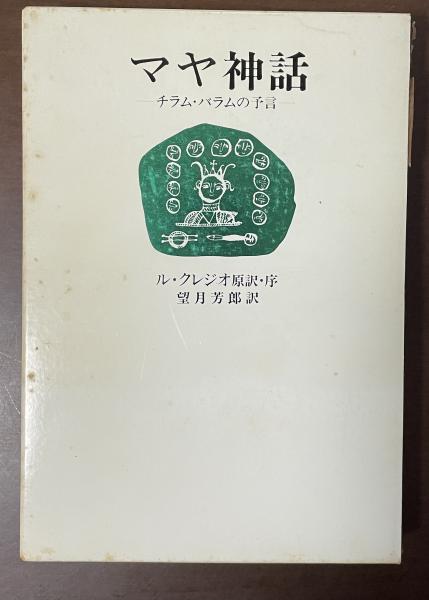 マヤ神話
―チラム・バラムの予言―
ル・クレジオ原訳・序
望月芳郎訳